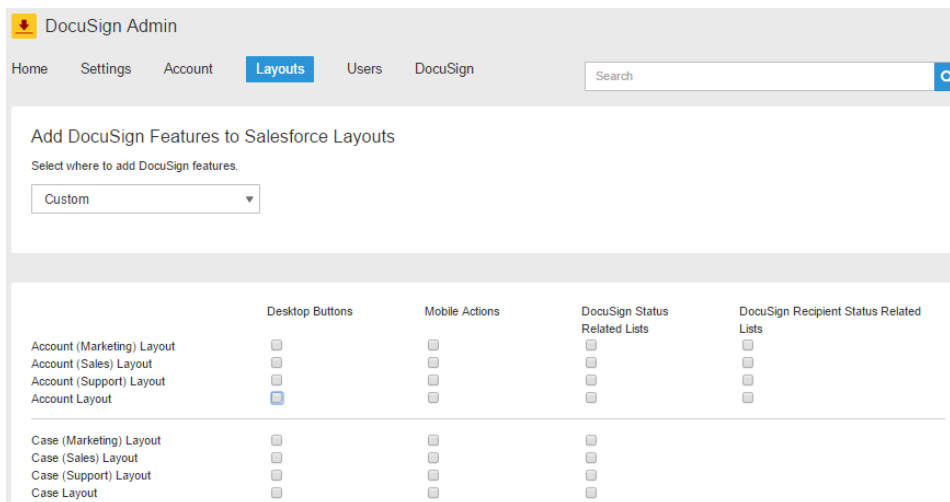 DocuSign Admin
Home Settings Account Layouts Users DocuSign Search
Add DocuSign Features to Salesforce Layouts
Select where to add DocuSign features.
Custom
Desktop Buttons Mobile Actions DocuSign Status DocuSign Recipient Status Related
Related Lists Lists
Account (Marketing) Layout
Account (Sales) Layout
Account (Support) Layout
Account Layout
Case (Marketing) Layout
Case (Sales) Layout
Case (Support) Layout
Case Layout